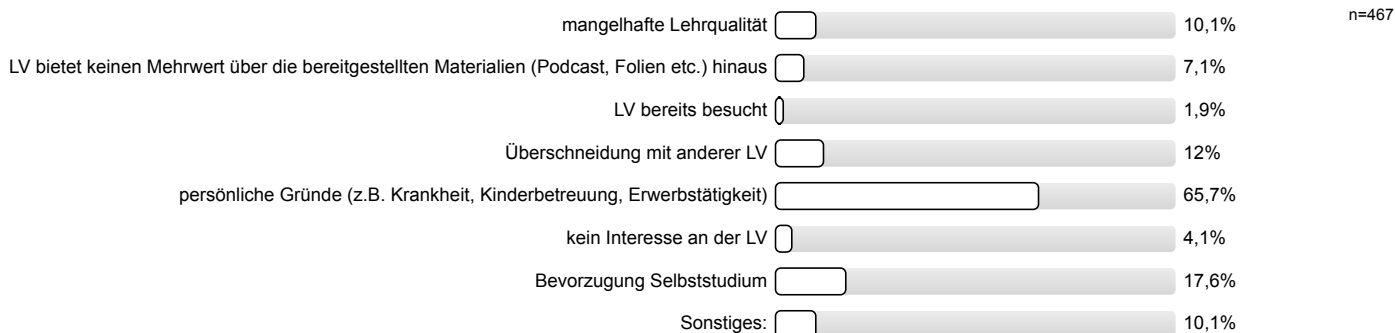 mangelhafte Lehrqualität 10,1% n=467
LV bietet keinen Mehrwert über die bereitgestellten Materialien (Podcast, Folien etc.) hinaus 7,1%
LV bereits besucht 1,9%
Überschneidung mit anderer LV 12%
persönliche Gründe (z.B. Krankheit, Kinderbetreuung, Erwerbstätigkeit) 65,7%
kein Interesse an der LV 4,1%
Bevorzugung Selbststudium 17,6%
Sonstiges: 10,1%